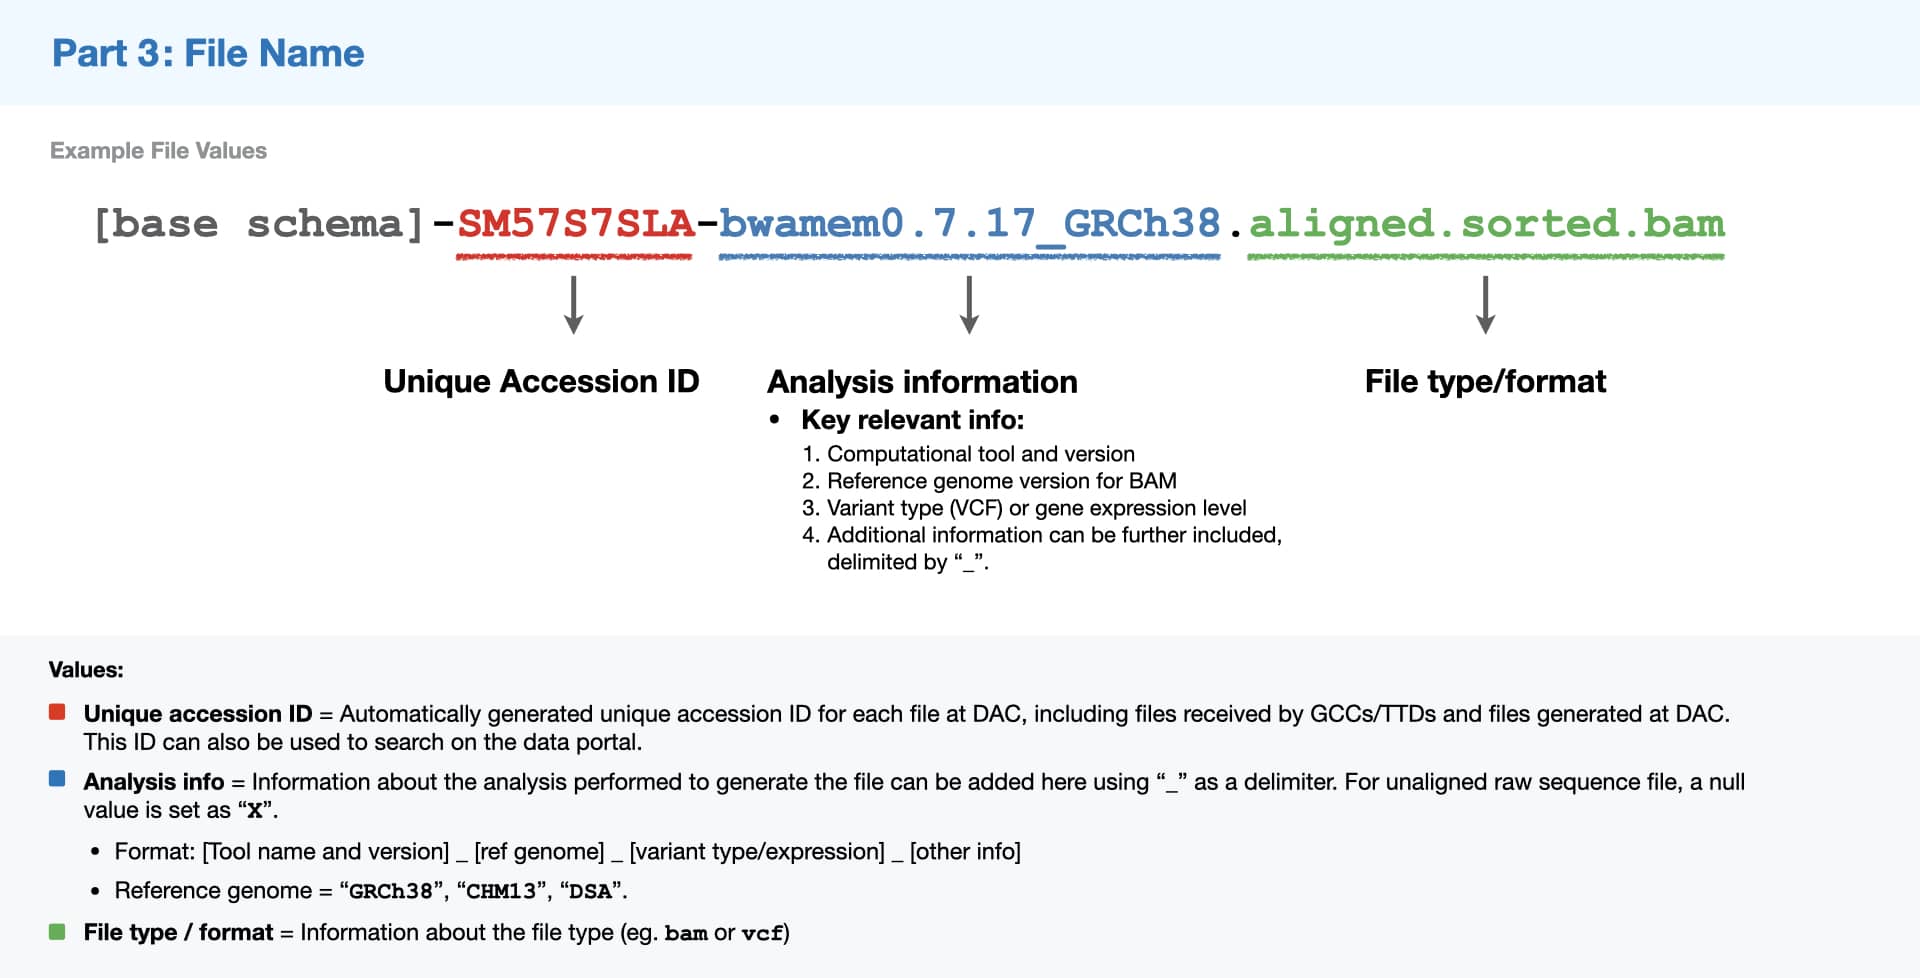 Part 3: File Name
Example File Values
[base schema]-SM57S7SLA-bwamem0.7.17_GRCh38.aligned.sorted.bam
Unique Accession ID
Analysis information
• Key relevant info:
1. Computational tool and version
2. Reference genome version for BAM
3. Variant type (VCF) or gene expression level
4. Additional information can be further included,
delimited by “_”.
File type/format
Values:
Unique accession ID = Automatically generated unique accession ID for each file at DAC, including files received by GCCs/TTDs and files generated at DAC.
This ID can also be used to search on the data portal.
Analysis info = Information about the analysis performed to generate the file can be added here using “_” as a delimiter. For unaligned raw sequence file, a null
value is set as “X”.
• Format: [Tool name and version] _ [ref genome] _ [variant type/expression] _ [other info]
• Reference genome = “GRCh38”, “CHM13”, “DSA”.
File type / format = Information about the file type (eg. bam or vcf)